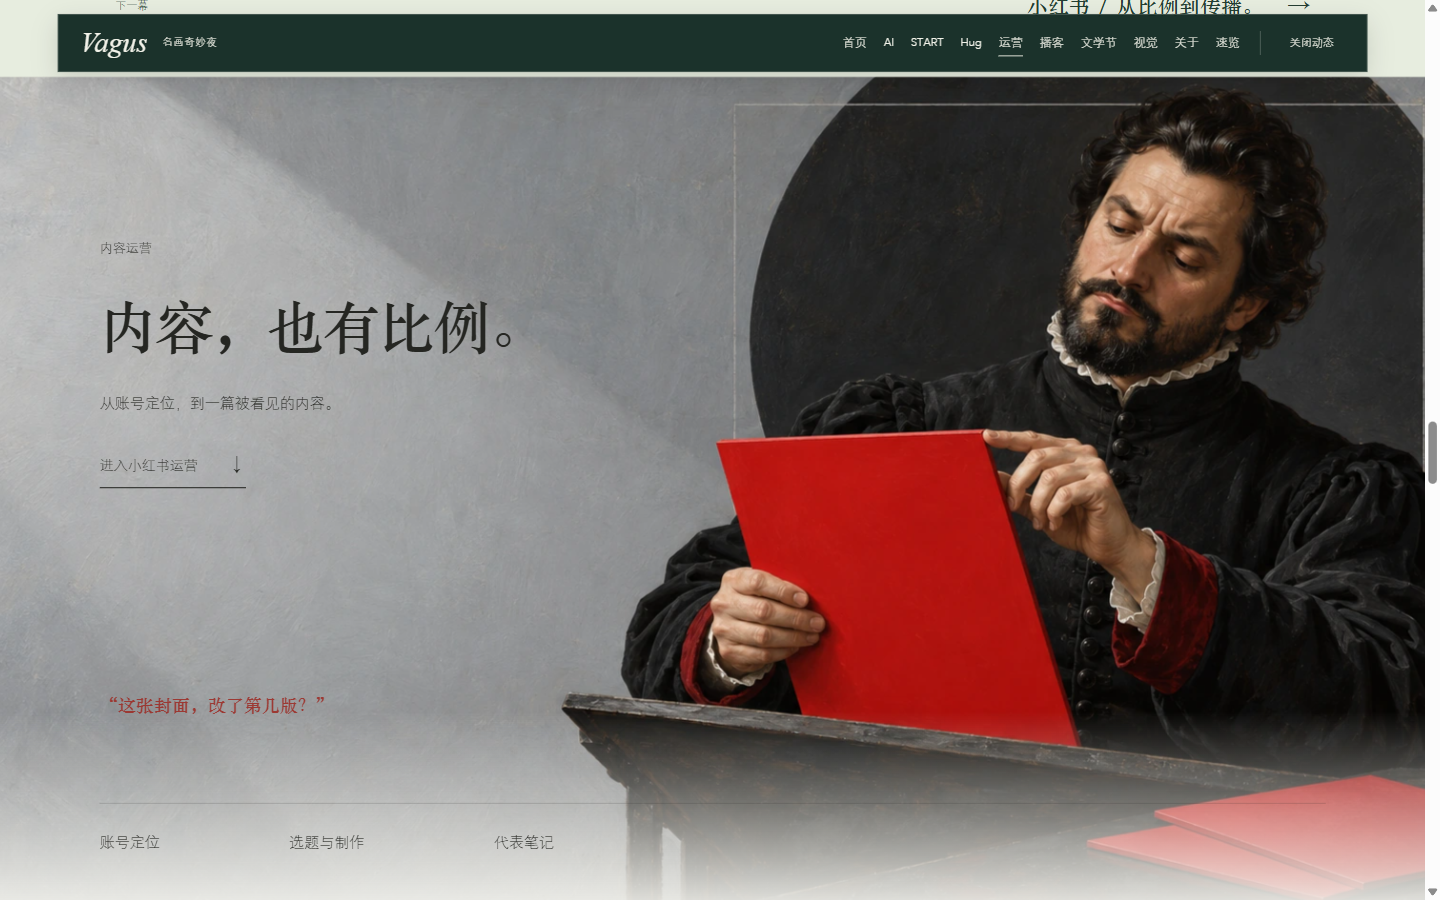 下一幕
小红书 / 从比例到传播。 →
Vagus 名画奇妙夜 首页 AI START Hug 运营 播客 文学节 视觉 关于 速览 关闭动态
内容运营
内容，也有比例。
从账号定位，到一篇被看见的内容。
进入小红书运营 ↓
“这张封面，改了第几版？”
账号定位 选题与制作 代表笔记